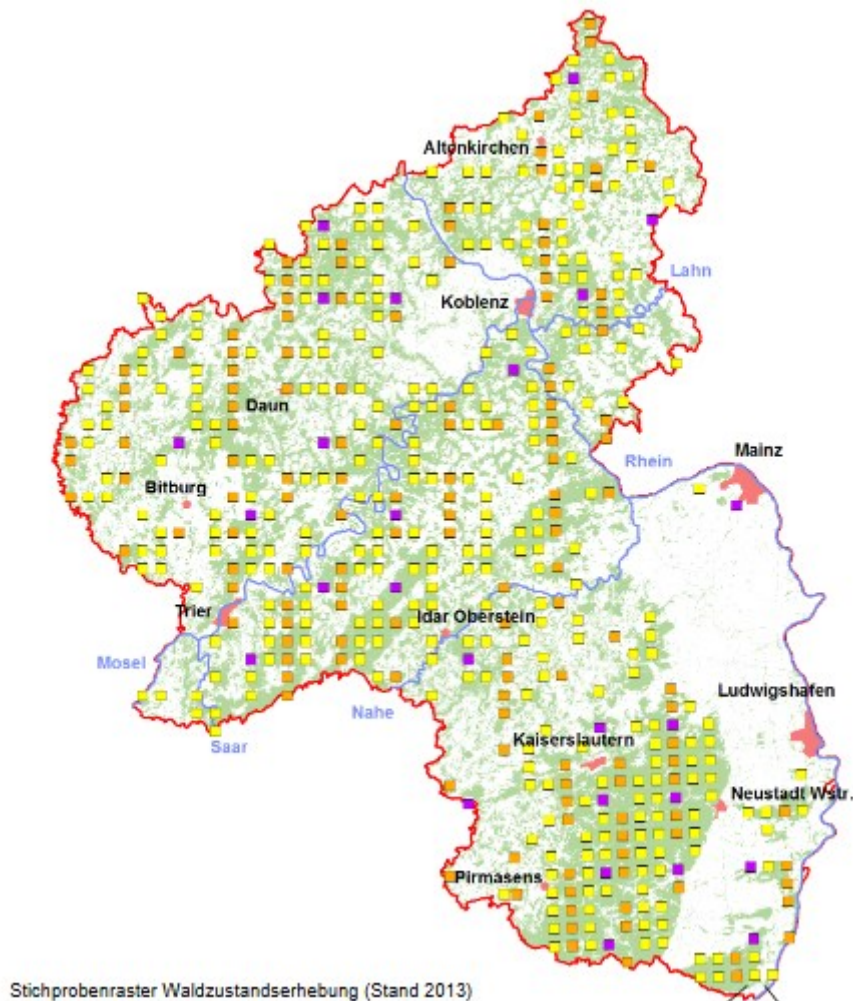 Altenkirchen
Lahn
Koblenz
Daun
Rhein
Mainz
Bitburg
Trier
Idar Oberstein
Mosel
Ludwigshafen
Nahe
Saar
Kaiserslautern
Neustadt Wstr.
Pirmasens
Stichprobenraster Waldzustandserhebung (Stand 2013)